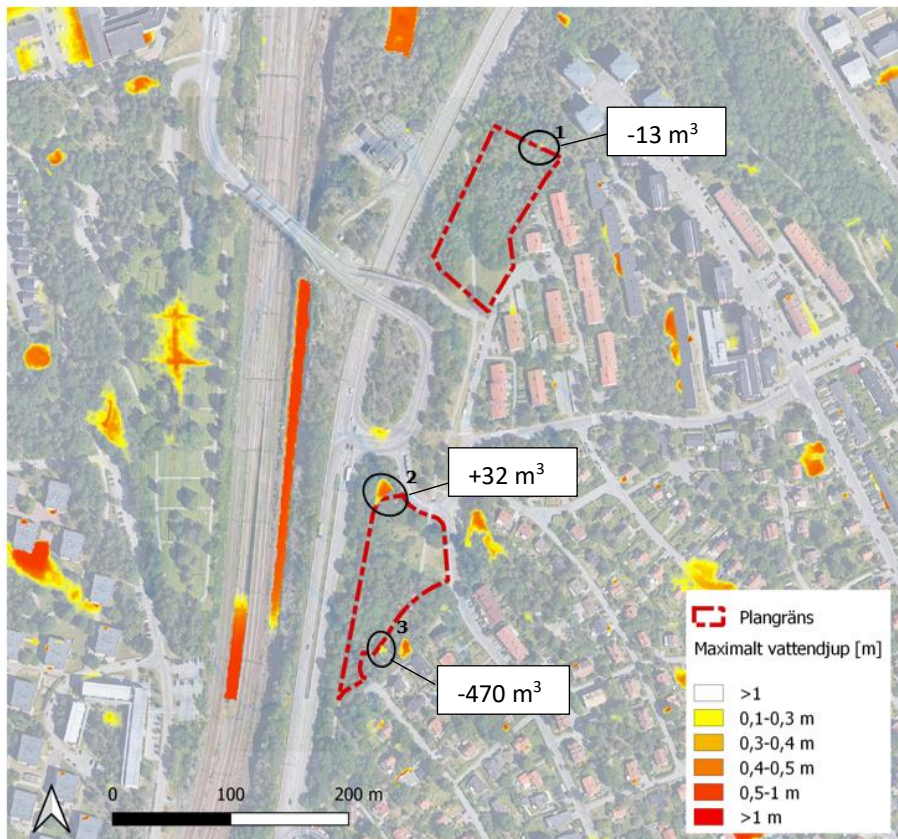 1
-13 m³
2
+32 m³
3
-470 m³
Plangräns
Maximalt vattendjup [m]
>1
0,1-0,3 m
0,3-0,4 m
0,4-0,5 m
0,5-1 m
>1 m
0 100 200 m